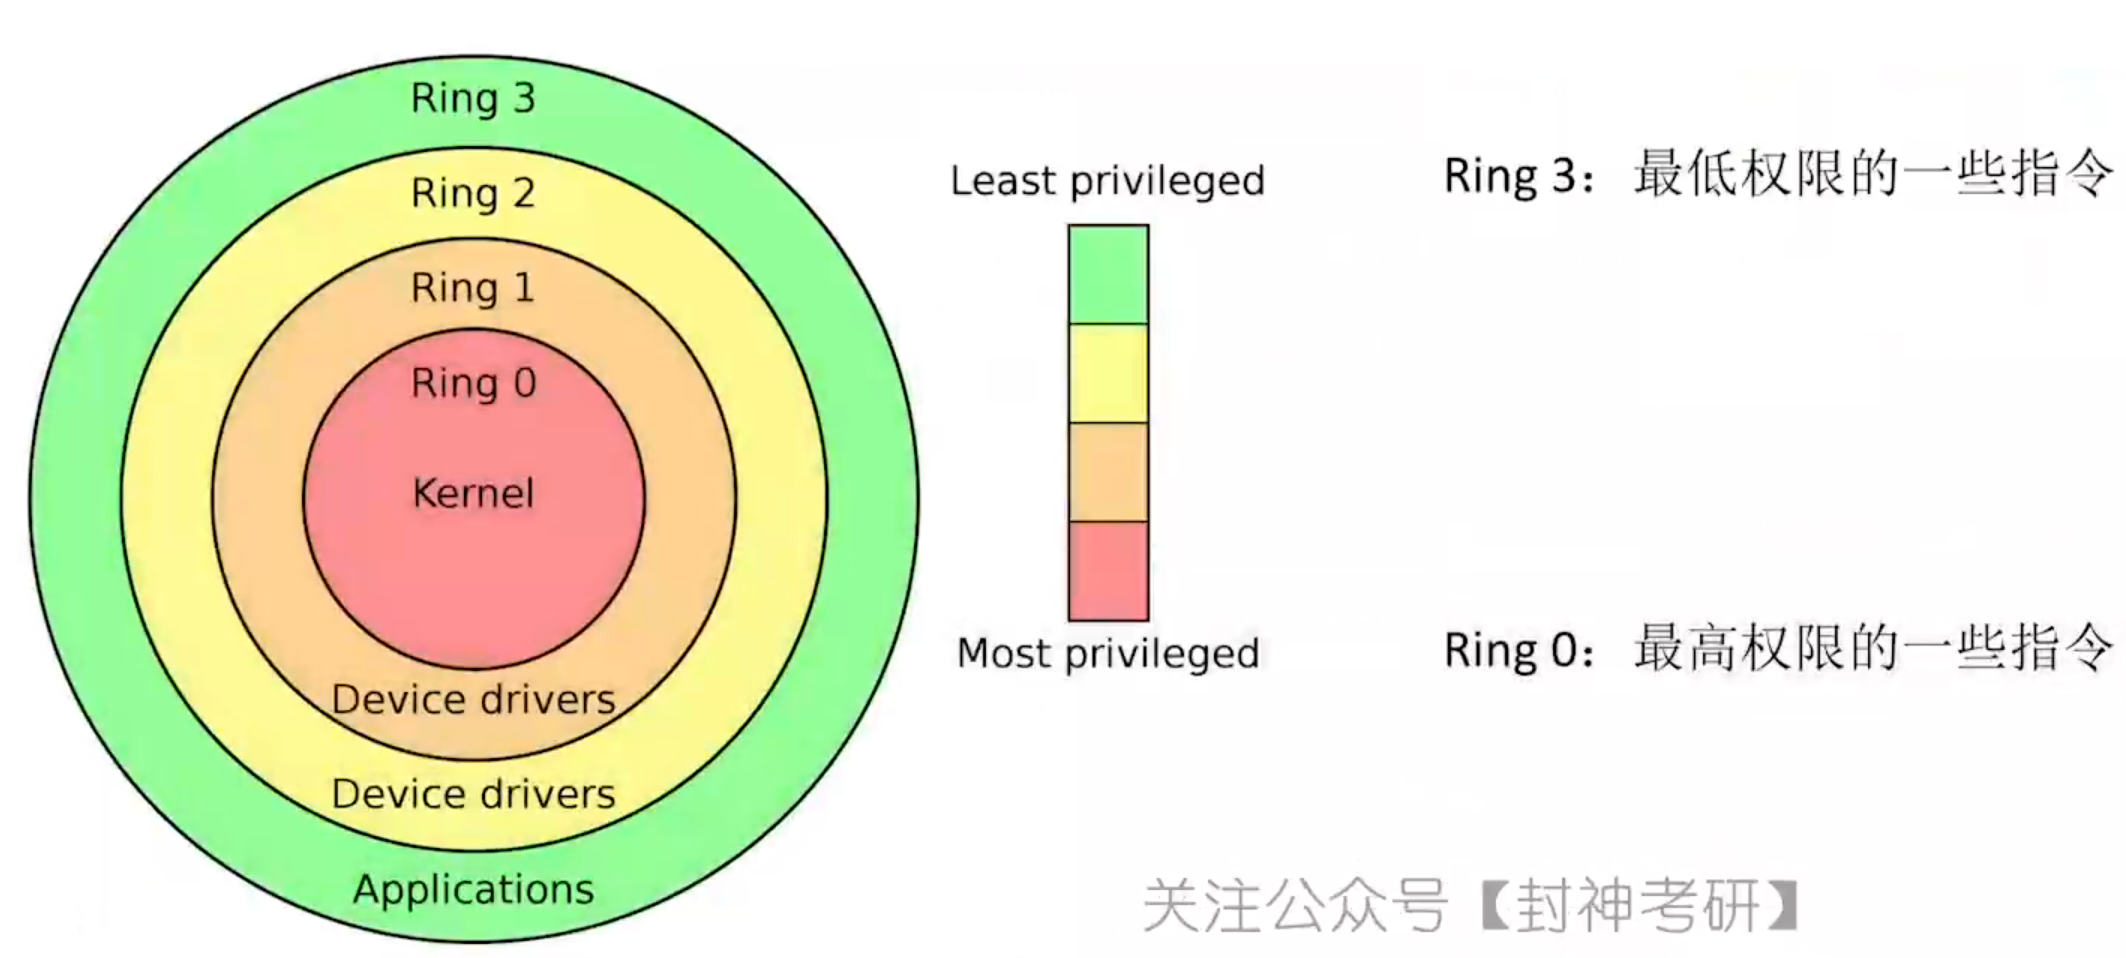 Ring 3
Ring 2
Ring 1
Ring 0
Kernel
Device drivers
Device drivers
Applications
Least privileged
Most privileged
Ring 3：最低权限的一些指令
Ring 0：最高权限的一些指令
关注公众号【封神考研】